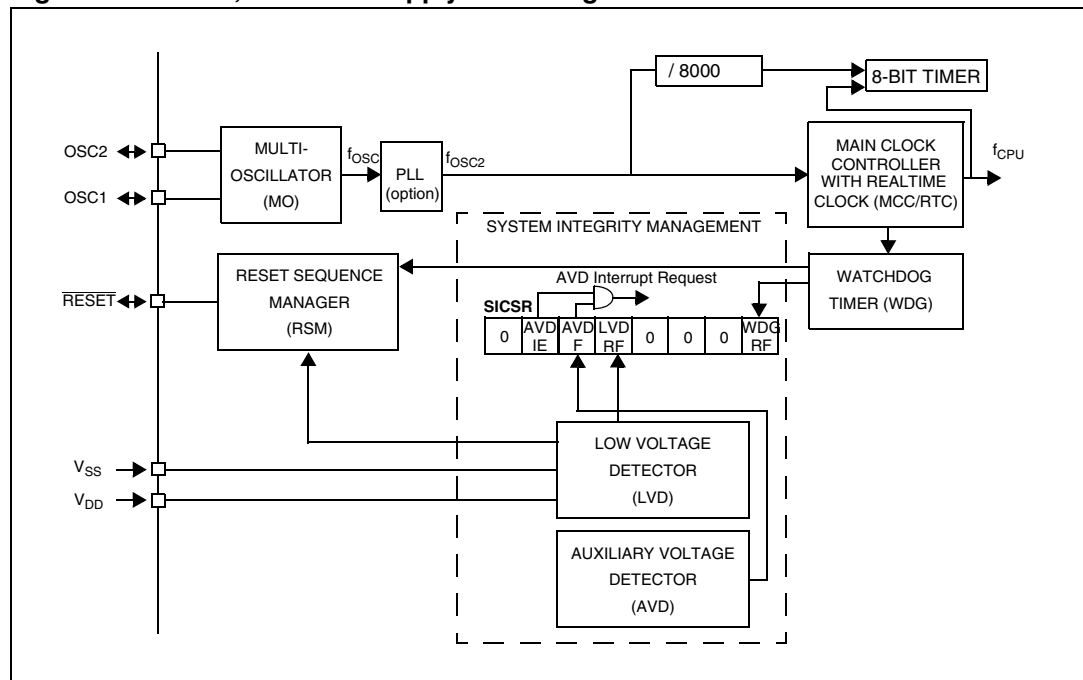 / 8000
8-BIT TIMER
OSC2
OSC1
MULTI-
OSCILLATOR
(MO)
fOSC
PLL
(option)
fOSC2
MAIN CLOCK
CONTROLLER
WITH REALTIME
CLOCK (MCC/RTC)
fCPU
SYSTEM INTEGRITY MANAGEMENT
RESET
RESET SEQUENCE
MANAGER
(RSM)
AVD Interrupt Request
WATCHDOG
TIMER (WDG)
SICSR
0 AVD IE AVD F LVD RF 0 0 0 WDG RF
LOW VOLTAGE
DETECTOR
(LVD)
VSS
VDD
AUXILIARY VOLTAGE
DETECTOR
(AVD)